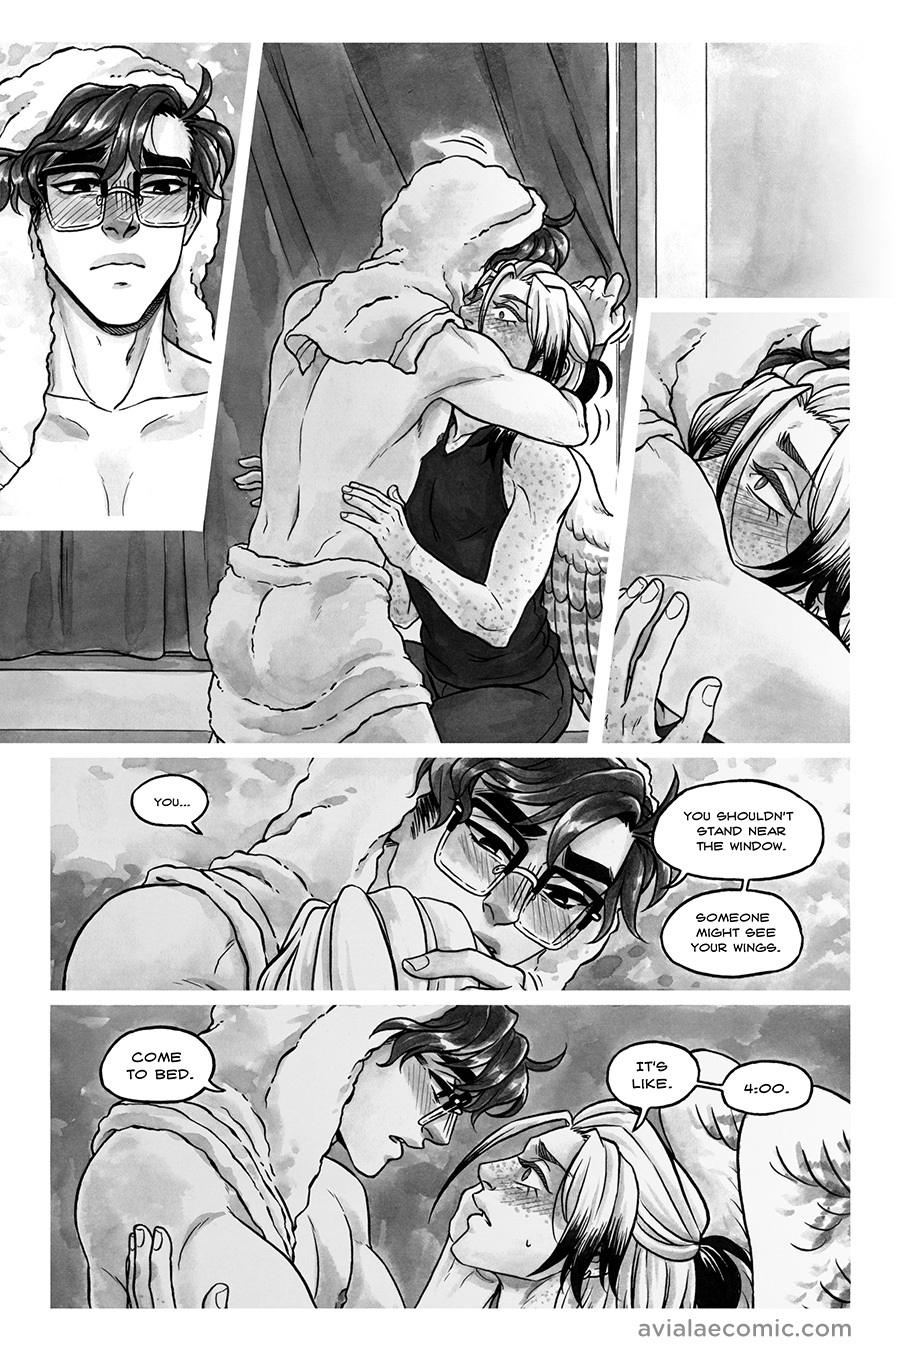 YOU...
YOU SHOULDN'T
STAND NEAR
THE WINDOW.
SOMEONE
MIGHT SEE
YOUR WINGS.
COME
TO BED.
IT'S
LIKE.
4:00.
avialaecomic.com